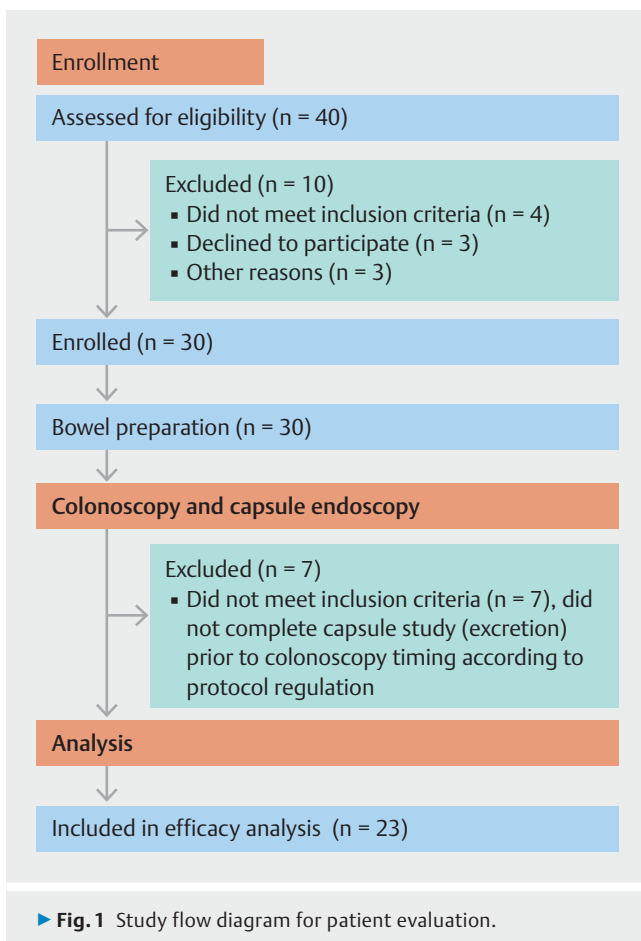 Enrollment
Assessed for eligibility (n = 40)
Excluded (n = 10)
▪ Did not meet inclusion criteria (n = 4)
▪ Declined to participate (n = 3)
▪ Other reasons (n = 3)
Enrolled (n = 30)
Bowel preparation (n = 30)
Colonoscopy and capsule endoscopy
Excluded (n = 7)
▪ Did not meet inclusion criteria (n = 7), did
not complete capsule study (excretion)
prior to colonoscopy timing according to
protocol regulation
Analysis
Included in efficacy analysis (n = 23)
▶ Fig. 1 Study flow diagram for patient evaluation.